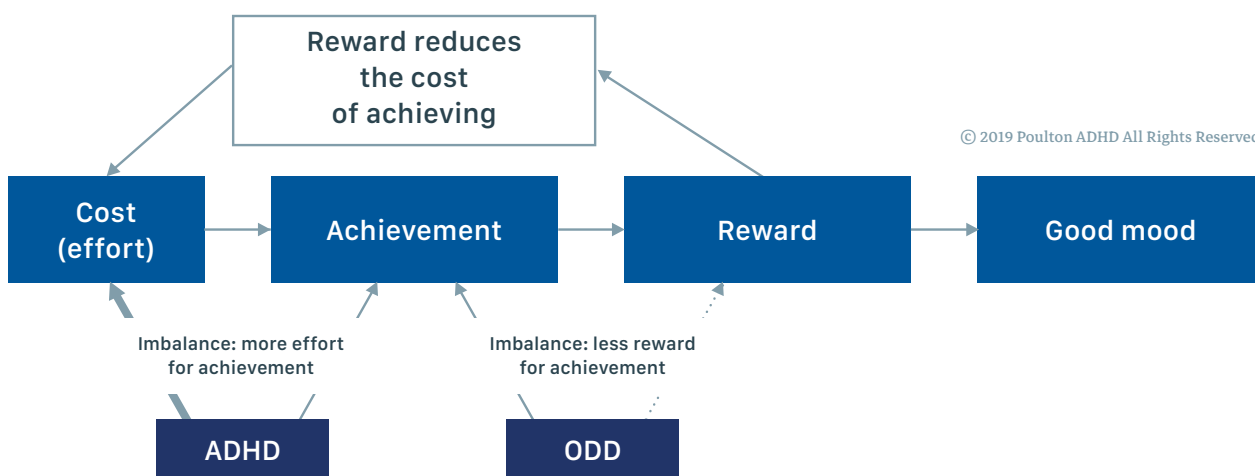 Reward reduces
the cost
of achieving
© 2019 Poulton ADHD All Rights Reserved
Cost
(effort)
Achievement
Reward
Good mood
Imbalance: more effort
for achievement
Imbalance: less reward
for achievement
ADHD
ODD